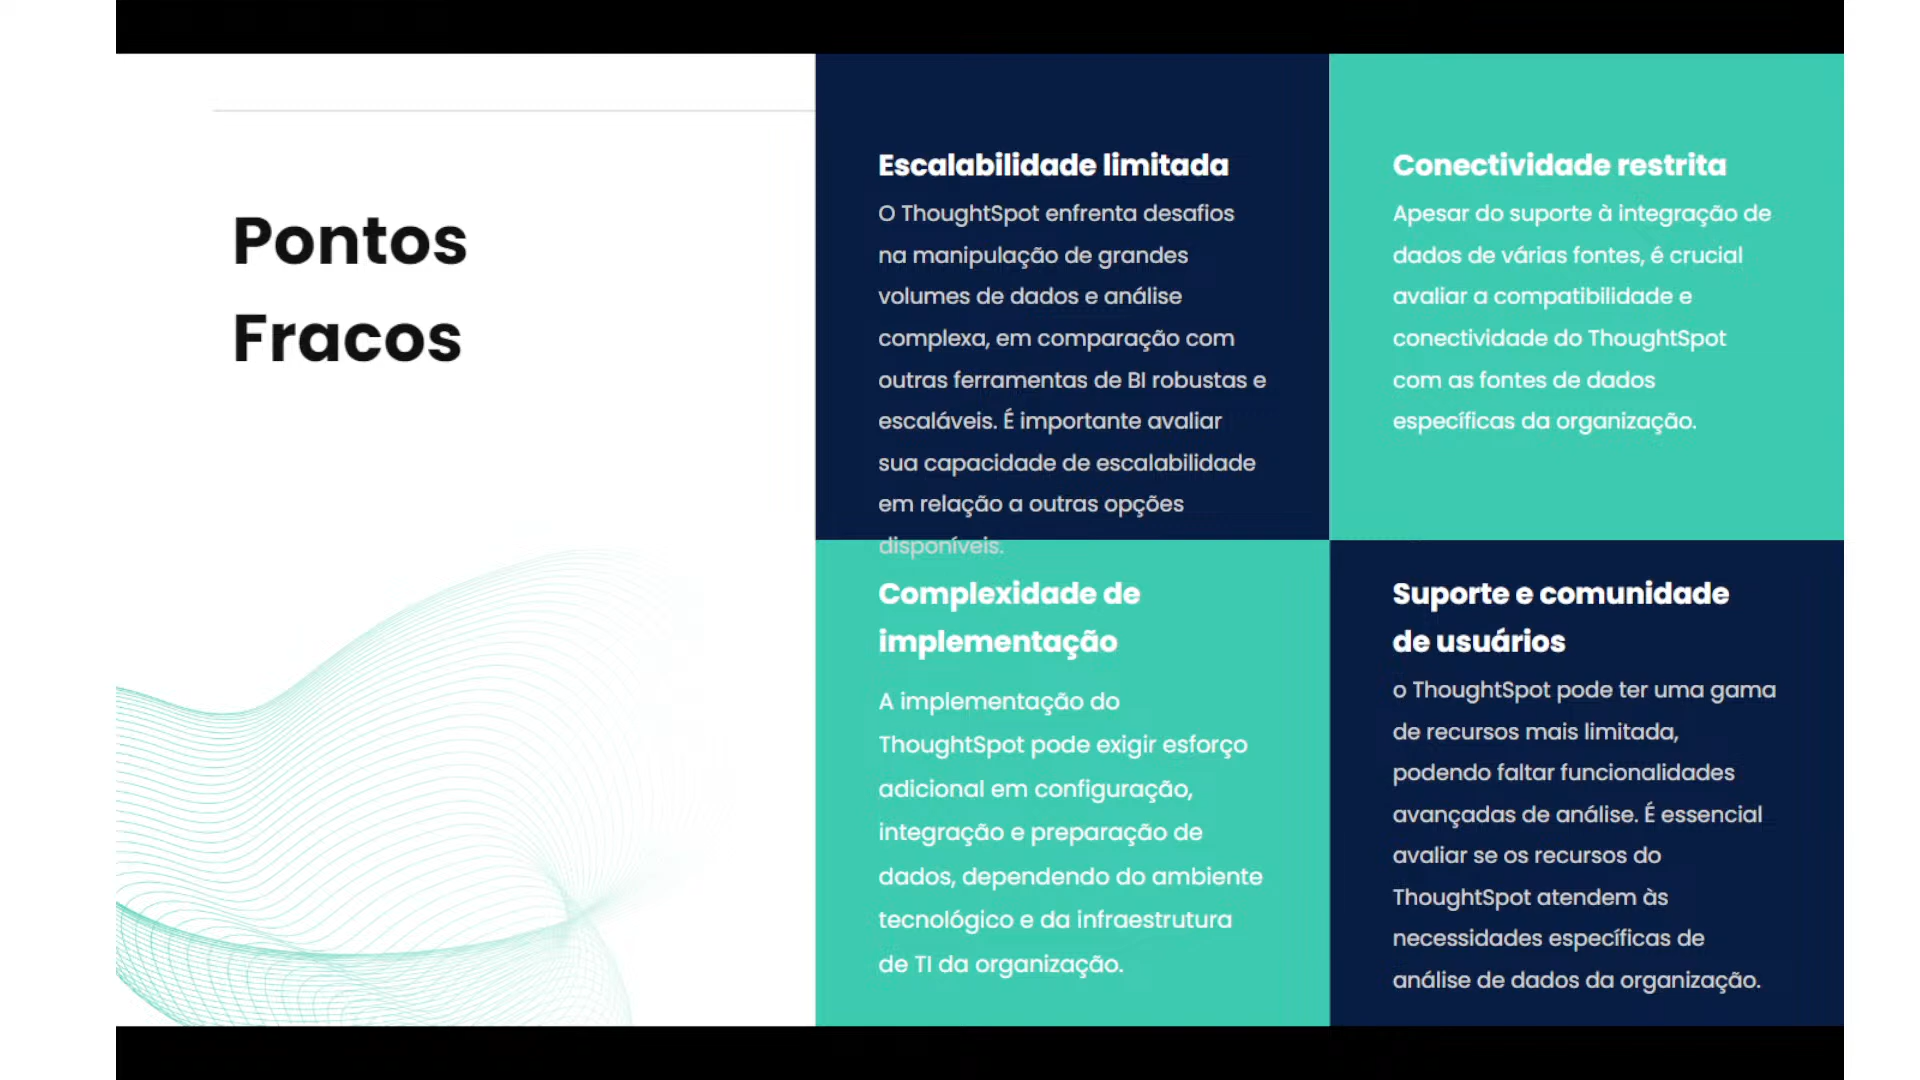 Pontos
Fracos
Escalabilidade limitada
O ThoughtSpot enfrenta desafios
na manipulação de grandes
volumes de dados e análise
complexa, em comparação com
outras ferramentas de BI robustas e
escaláveis. É importante avaliar
sua capacidade de escalabilidade
em relação a outras opções
disponíveis.
Conectividade restrita
Apesar do suporte à integração de
dados de várias fontes, é crucial
avaliar a compatibilidade e
conectividade do ThoughtSpot
com as fontes de dados
específicas da organização.
Complexidade de
implementação
A implementação do
ThoughtSpot pode exigir esforço
adicional em configuração,
integração e preparação de
dados, dependendo do ambiente
tecnológico e da infraestrutura
de TI da organização.
Suporte e comunidade
de usuários
o ThoughtSpot pode ter uma gama
de recursos mais limitada,
podendo faltar funcionalidades
avançadas de análise. É essencial
avaliar se os recursos do
ThoughtSpot atendem às
necessidades específicas de
análise de dados da organização.